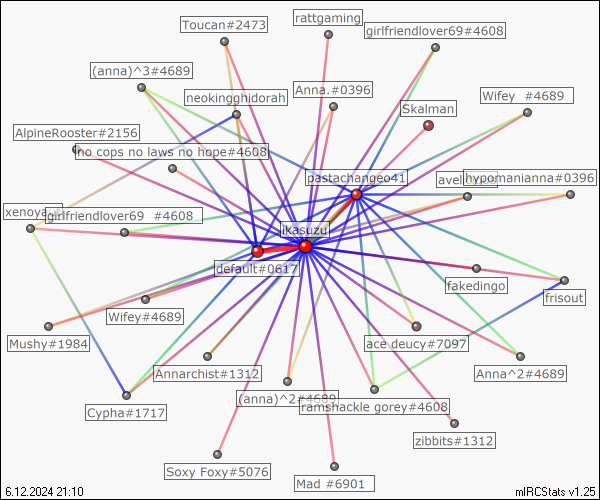 rattgaming
Toucan#2473
girlfriendlover69#4608
(anna)^3#4689
neokingghidorah
Anna.#0396
Skalman
Wifey #4689
AlpineRooster#2156
no cops no laws no hope#4608
pastachangeo41
hypomanianna#0396
girlfriendlover69 #4608
ikasuzu
default#0617
fakedingo
frisout
Wifey#4689
Mushy#1984
ace deucy#7097
Annarchist#1312
Anna^2#4689
(anna)^2#4689
ramshackle gorey#4608
Cypha#1717
zibbits#1312
Soxy Foxy#5076
Mad #6901
6.12.2024 21:10
mIRCStats v1.25